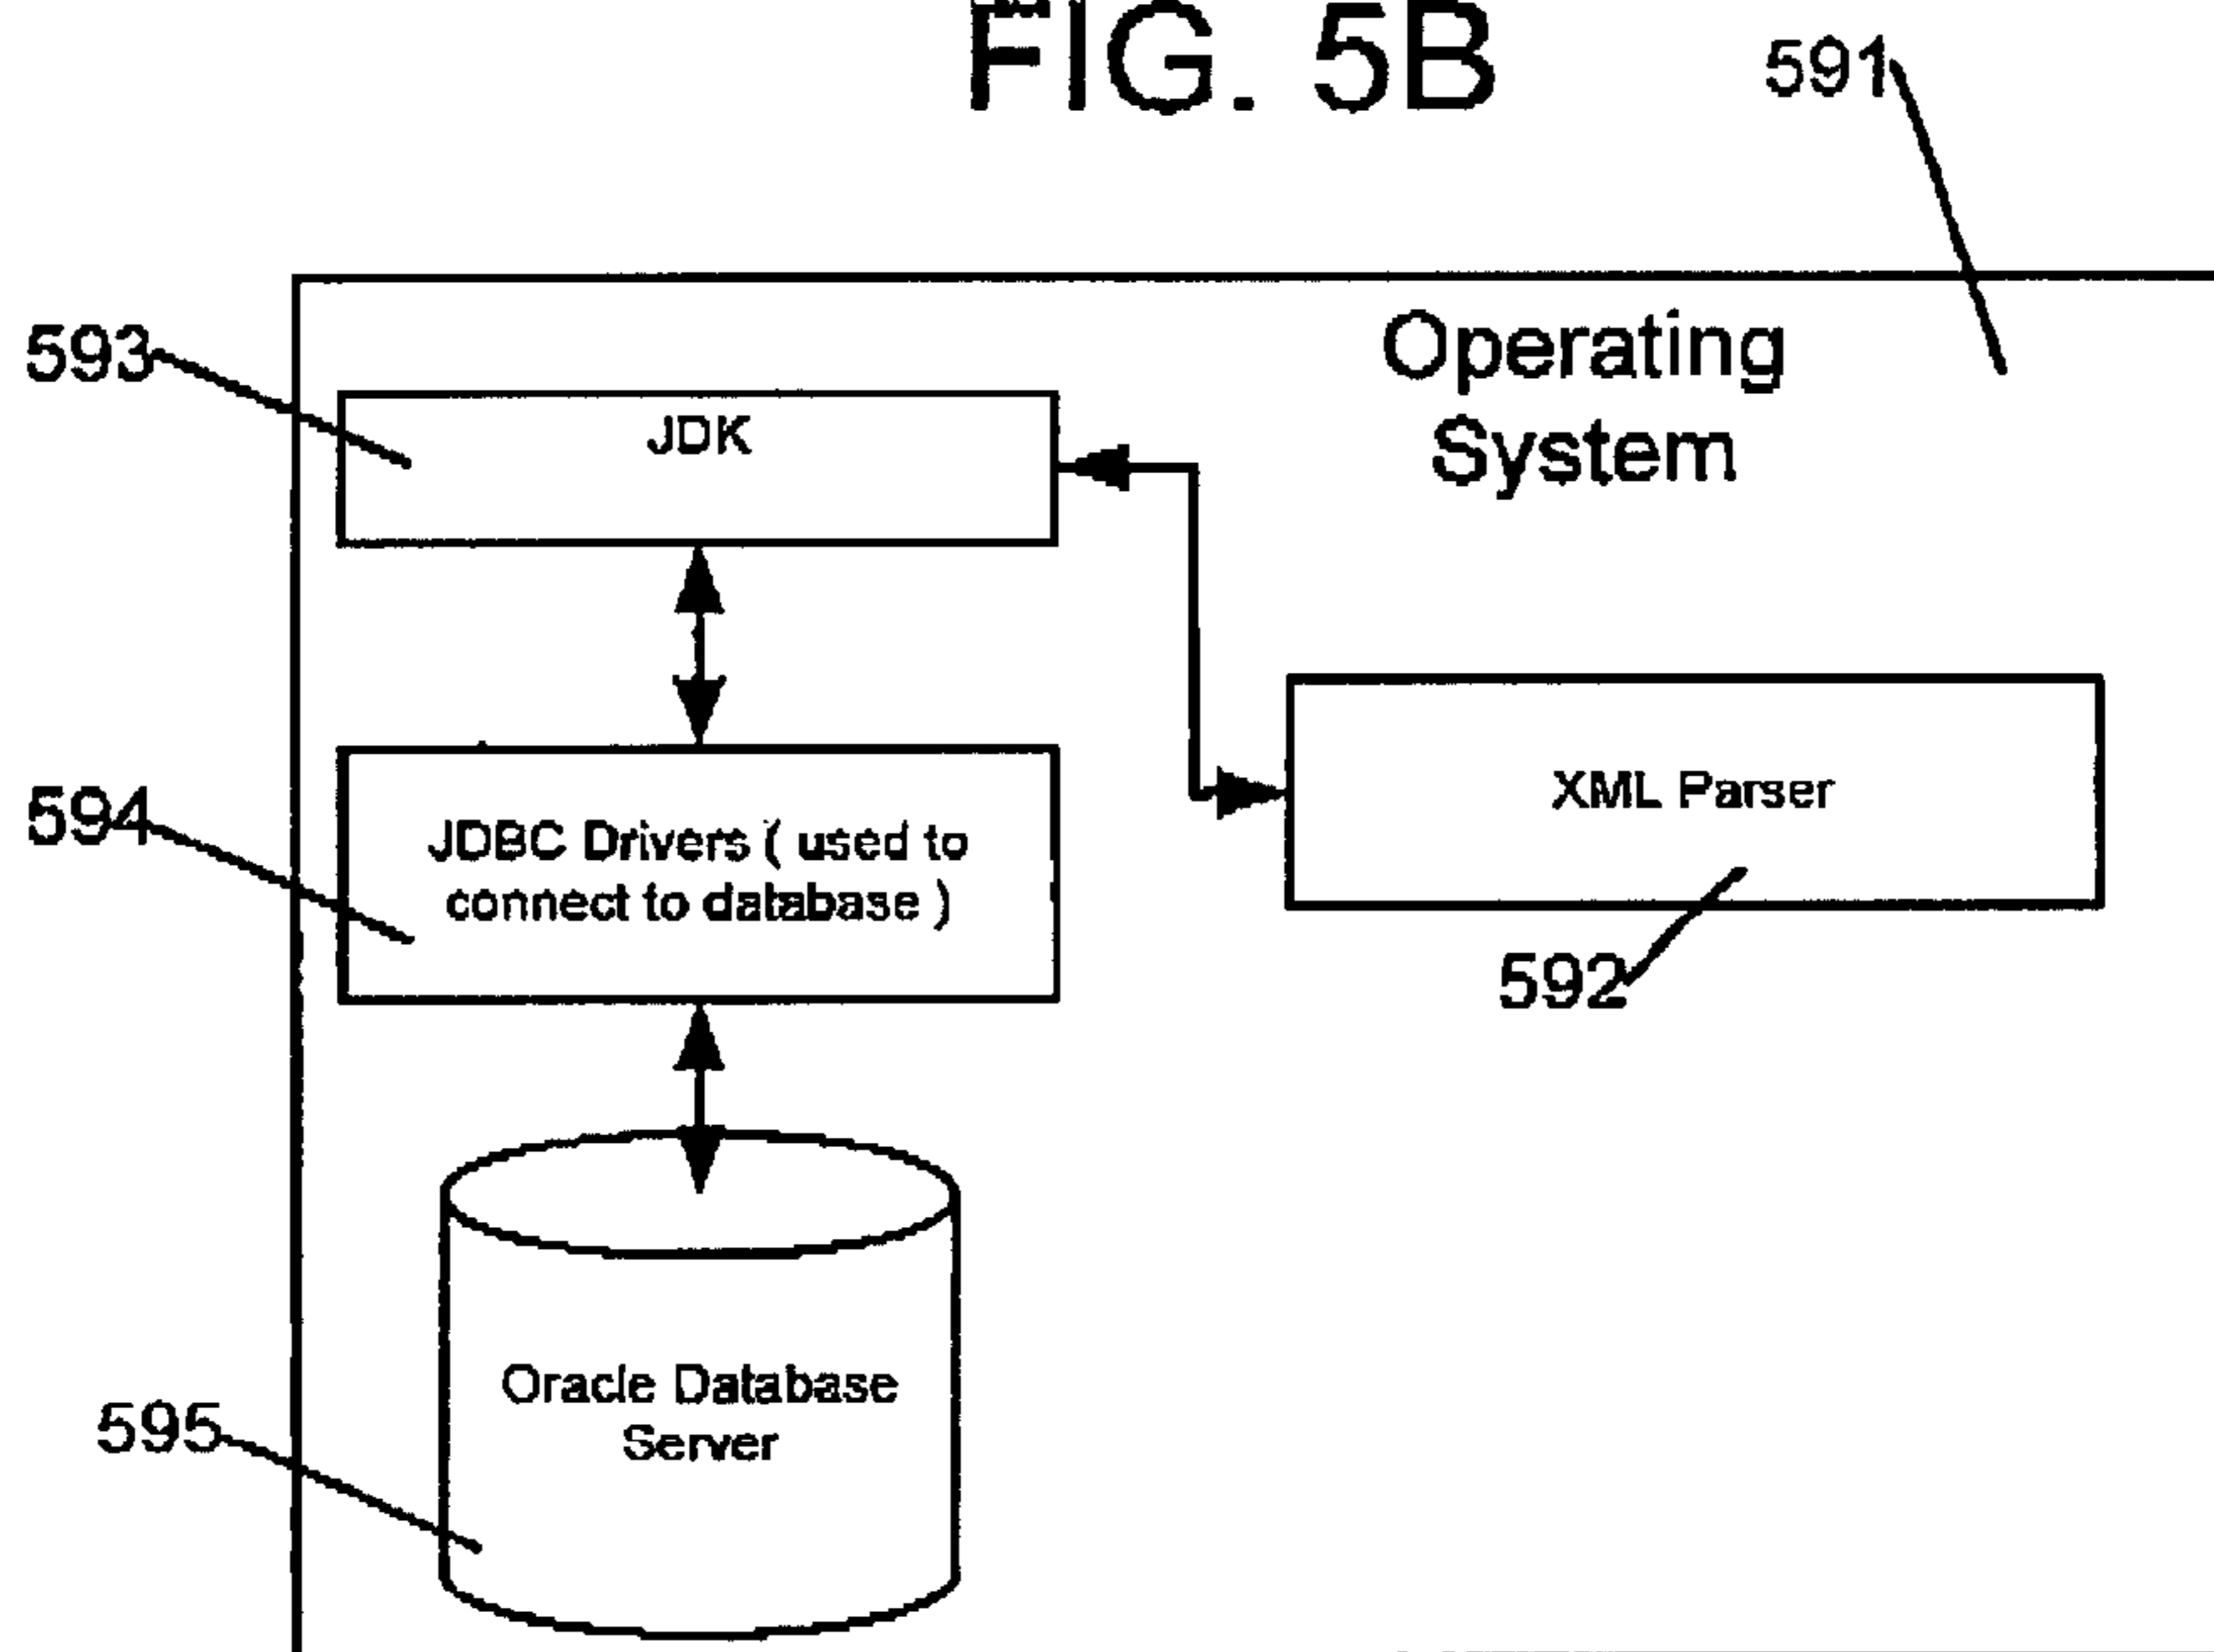 FIG. 5B
591
Operating
System
593
JDK
594
JDBC Drivers ( used to
connect to database )
XML Parser
592
595
Oracle Database
Server